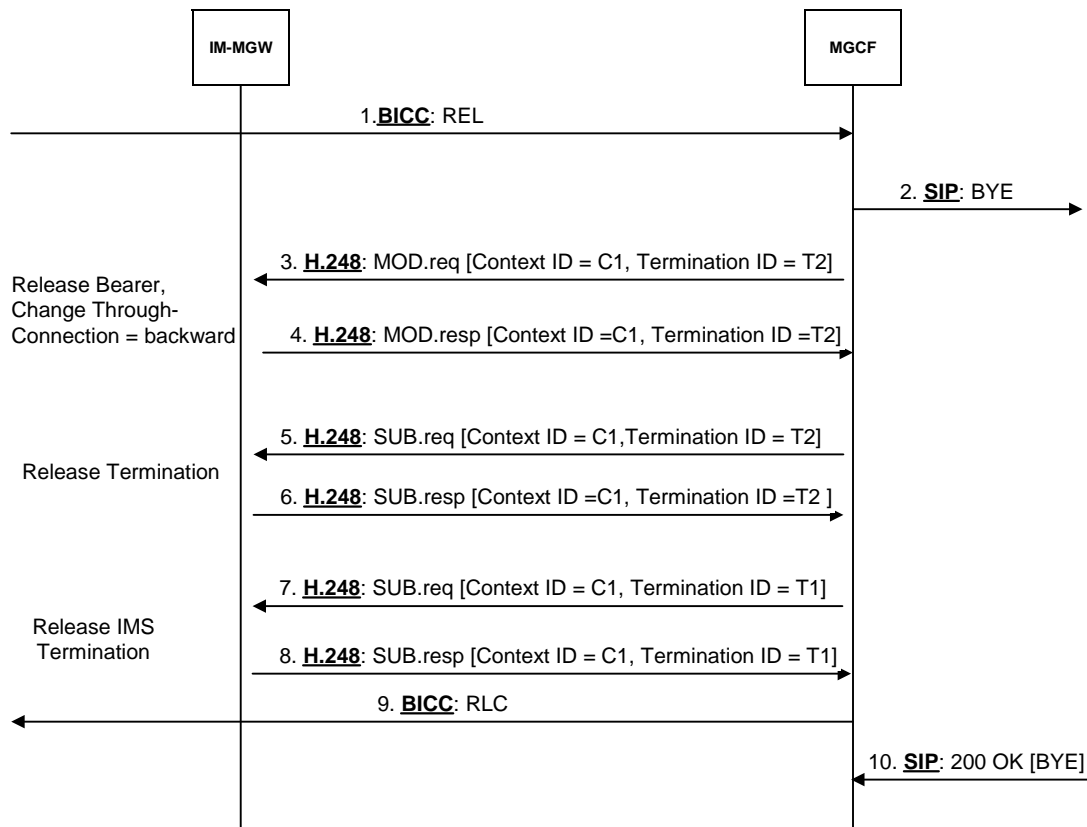 IM-MGW
MGCF
1.BICC: REL
2. SIP: BYE
3. H.248: MOD.req [Context ID = C1, Termination ID = T2]
Release Bearer,
Change Through-
Connection = backward
4. H.248: MOD.resp [Context ID =C1, Termination ID =T2]
5. H.248: SUB.req [Context ID = C1,Termination ID = T2]
Release Termination
6. H.248: SUB.resp [Context ID =C1, Termination ID =T2 ]
7. H.248: SUB.req [Context ID = C1, Termination ID = T1]
Release IMS
Termination
8. H.248: SUB.resp [Context ID = C1, Termination ID = T1]
9. BICC: RLC
10. SIP: 200 OK [BYE]